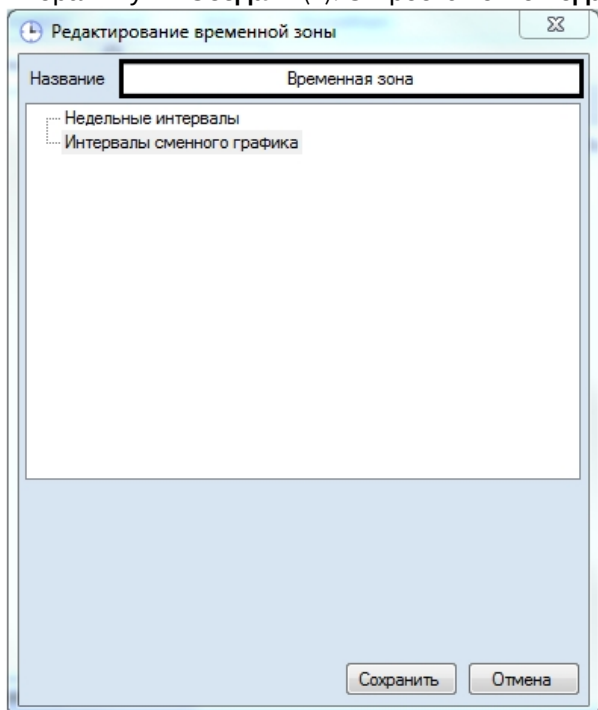 Редактирование временной зоны
Название Временная зона
Недельные интервалы
Интервалы сменного графика
Сохранить Отмена